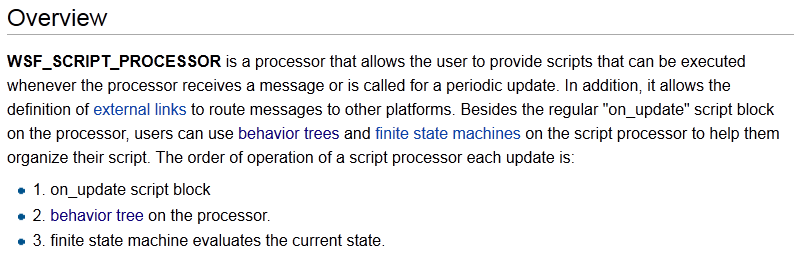 Overview
WSF_SCRIPT_PROCESSOR is a processor that allows the user to provide scripts that can be executed
whenever the processor receives a message or is called for a periodic update. In addition, it allows the
definition of external links to route messages to other platforms. Besides the regular "on_update" script block
on the processor, users can use behavior trees and finite state machines on the script processor to help them
organize their script. The order of operation of a script processor each update is:
• 1. on_update script block
• 2. behavior tree on the processor.
• 3. finite state machine evaluates the current state.